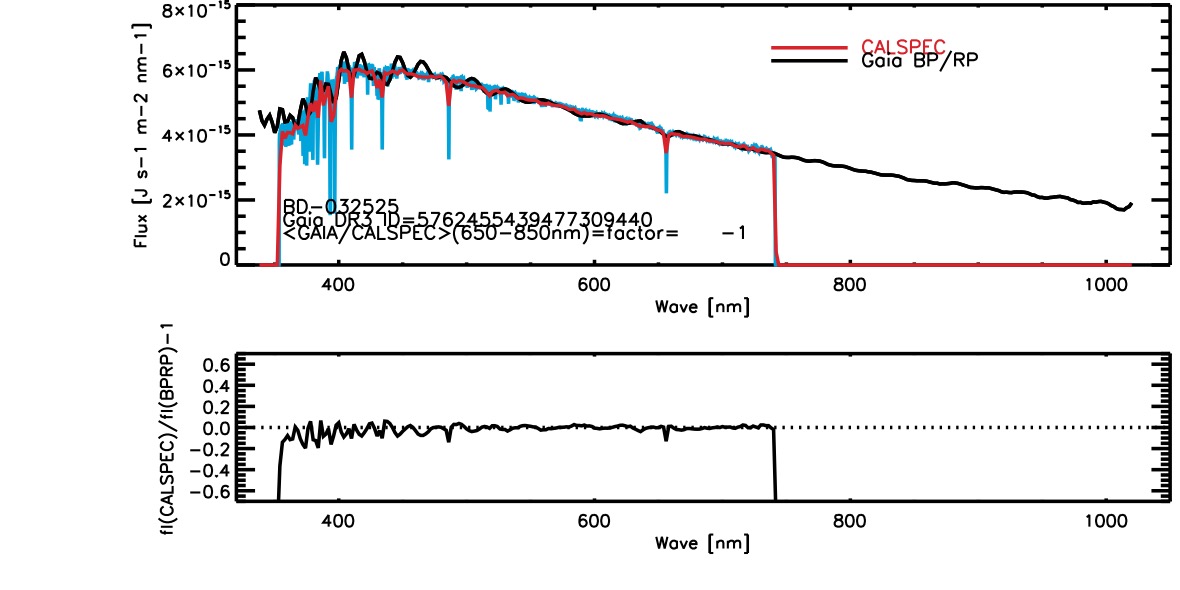 8×10-15
6×10-15
4×10-15
2×10-15
0
Flux [J s-1 m-2 nm-1]
CALSPEC
Gaia BP/RP
BD-032525
Gaia DR3 ID=5762455439477309440
<GAIA/CALSPEC>(650-850nm)=factor= -1
400 600 800 1000
Wave [nm]
fl(CALSPEC)/fl(BPRP)-1
0.6
0.4
0.2
0.0
-0.2
-0.4
-0.6
400 600 800 1000
Wave [nm]